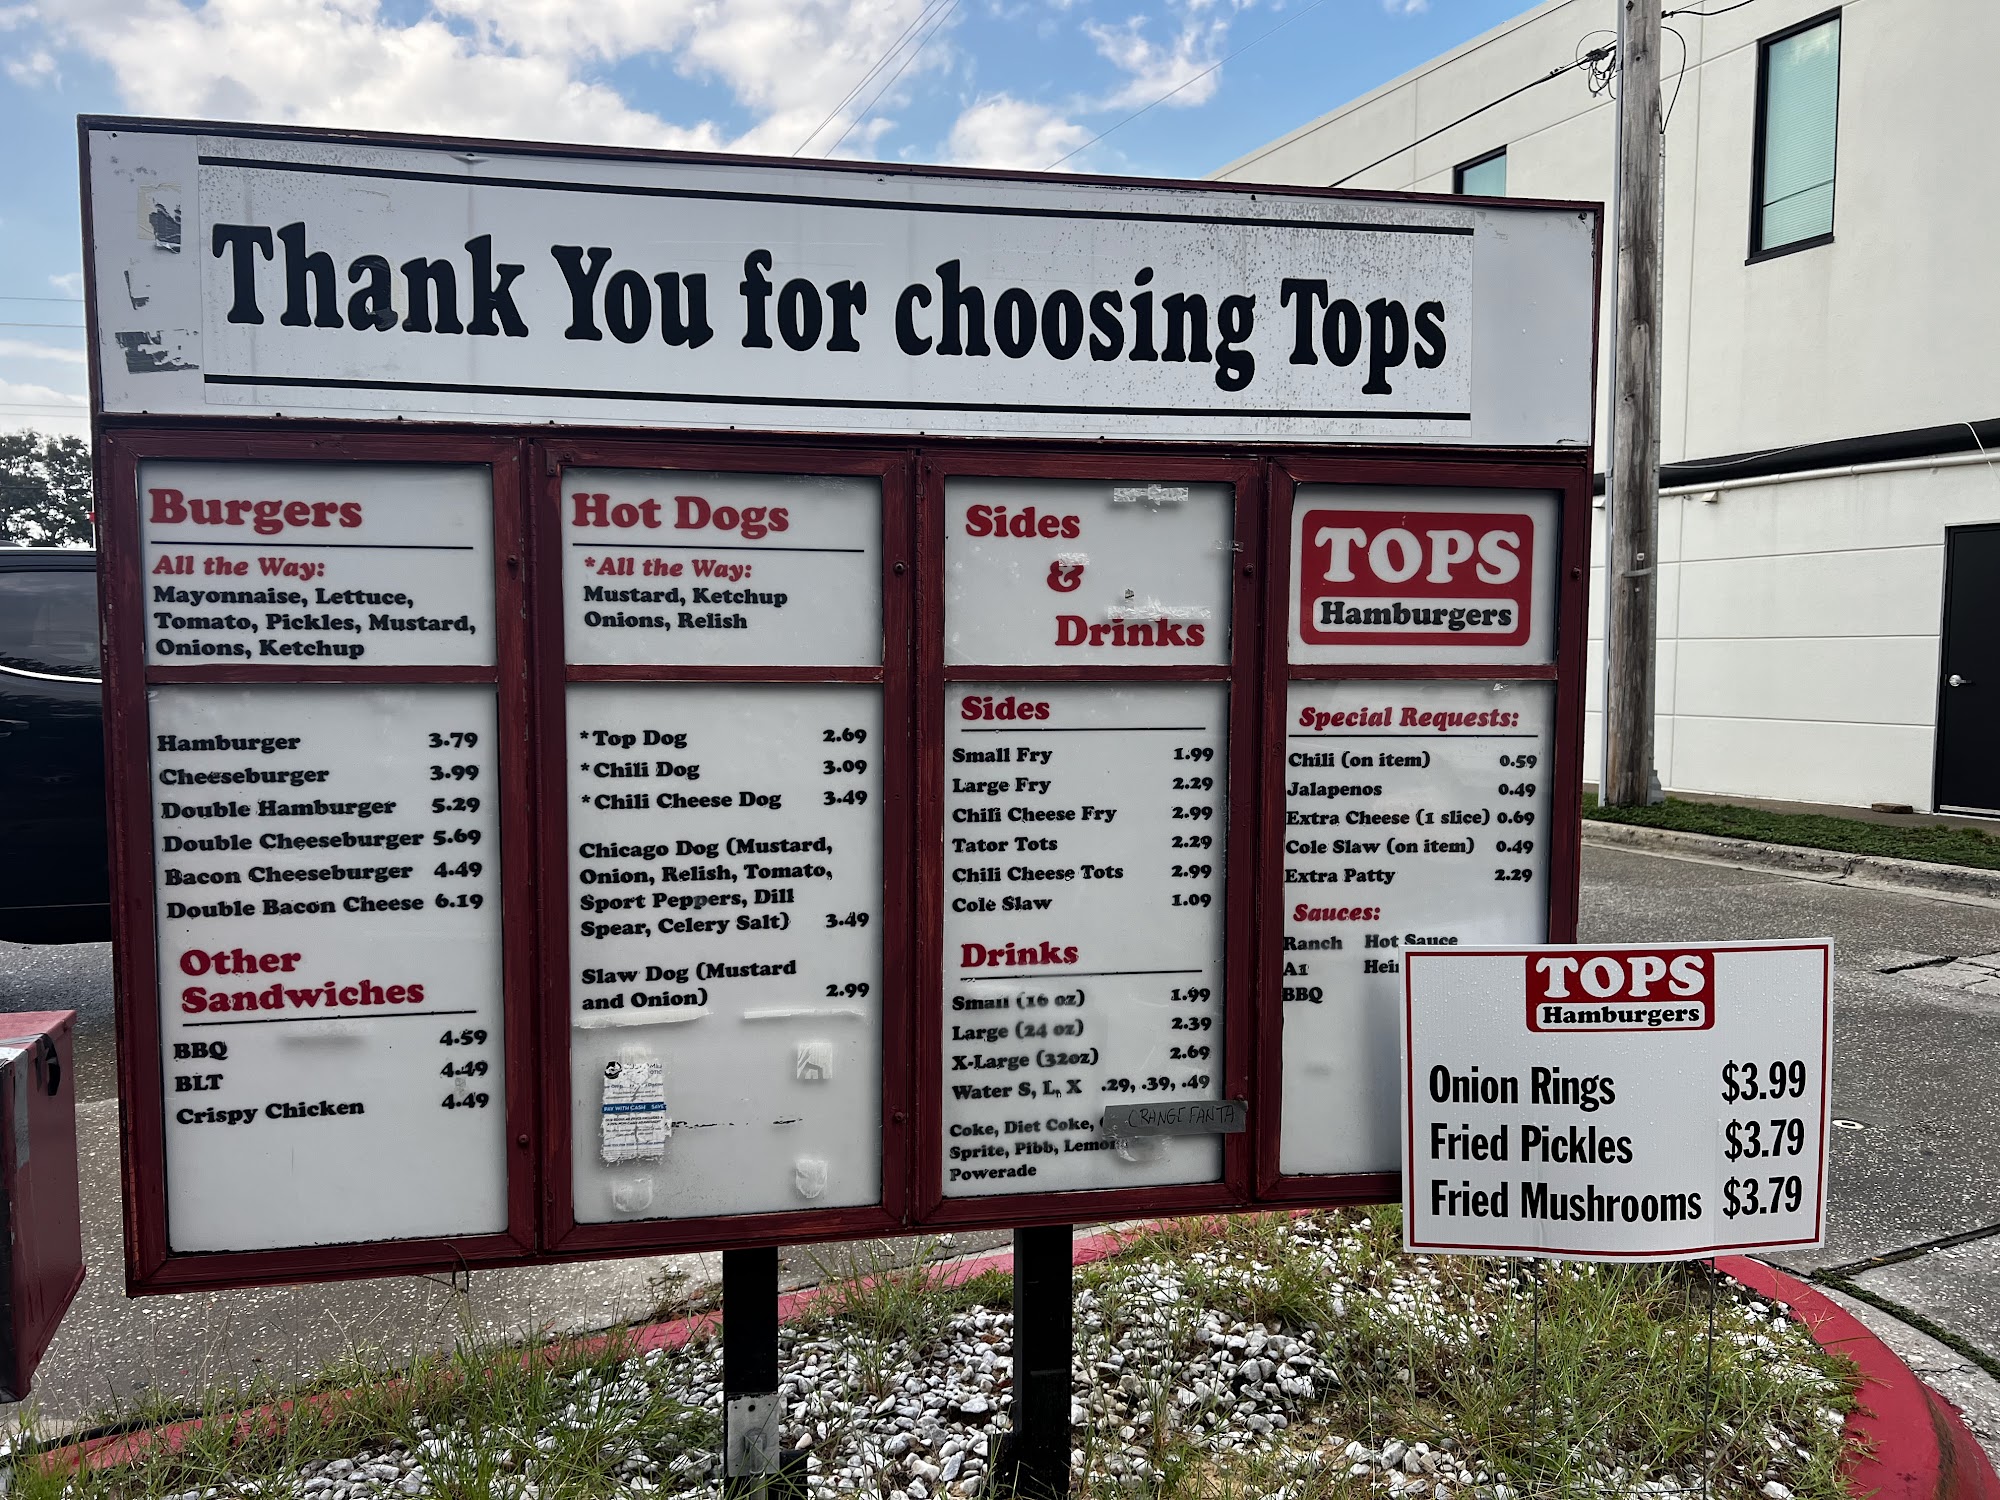 Thank You for choosing Tops
Burgers
All the Way:
Mayonnaise, Lettuce,
Tomato, Pickles, Mustard,
Onions, Ketchup
Hamburger 3.79
Cheeseburger 3.99
Double Hamburger 5.29
Double Cheeseburger 5.69
Bacon Cheeseburger 4.49
Double Bacon Cheese 6.19
Other
Sandwiches
BBQ 4.59
BLT 4.49
Crispy Chicken 4.49
Hot Dogs
*All the Way:
Mustard, Ketchup
Onions, Relish
*Top Dog 2.69
*Chili Dog 3.09
*Chili Cheese Dog 3.49
Chicago Dog (Mustard,
Onion, Relish, Tomato,
Sport Peppers, Dill
Spear, Celery Salt) 3.49
Slaw Dog (Mustard
and Onion) 2.99
PAY WITH CASH SAVE
Sides
&
Drinks
Sides
Small Fry 1.99
Large Fry 2.29
Chili Cheese Fry 2.99
Tator Tots 2.29
Chili Cheese Tots 2.99
Cole Slaw 1.09
Drinks
Small (16 oz) 1.99
Large (24 oz) 2.39
X-Large (32oz) 2.69
Water S, L, X .29, .39, .49
Coke, Diet Coke,
ORANGE FANTA
Sprite, Pibb,
Powerade
TOPS
Hamburgers
Special Requests:
Chili (on item) 0.59
Jalapenos 0.49
Extra Cheese (1 slice) 0.69
Cole Slaw (on item) 0.49
Extra Patty 2.29
Sauces:
Ranch Hot Sauce
A1
BBQ
TOPS
Hamburgers
Onion Rings $3.99
Fried Pickles $3.79
Fried Mushrooms $3.79